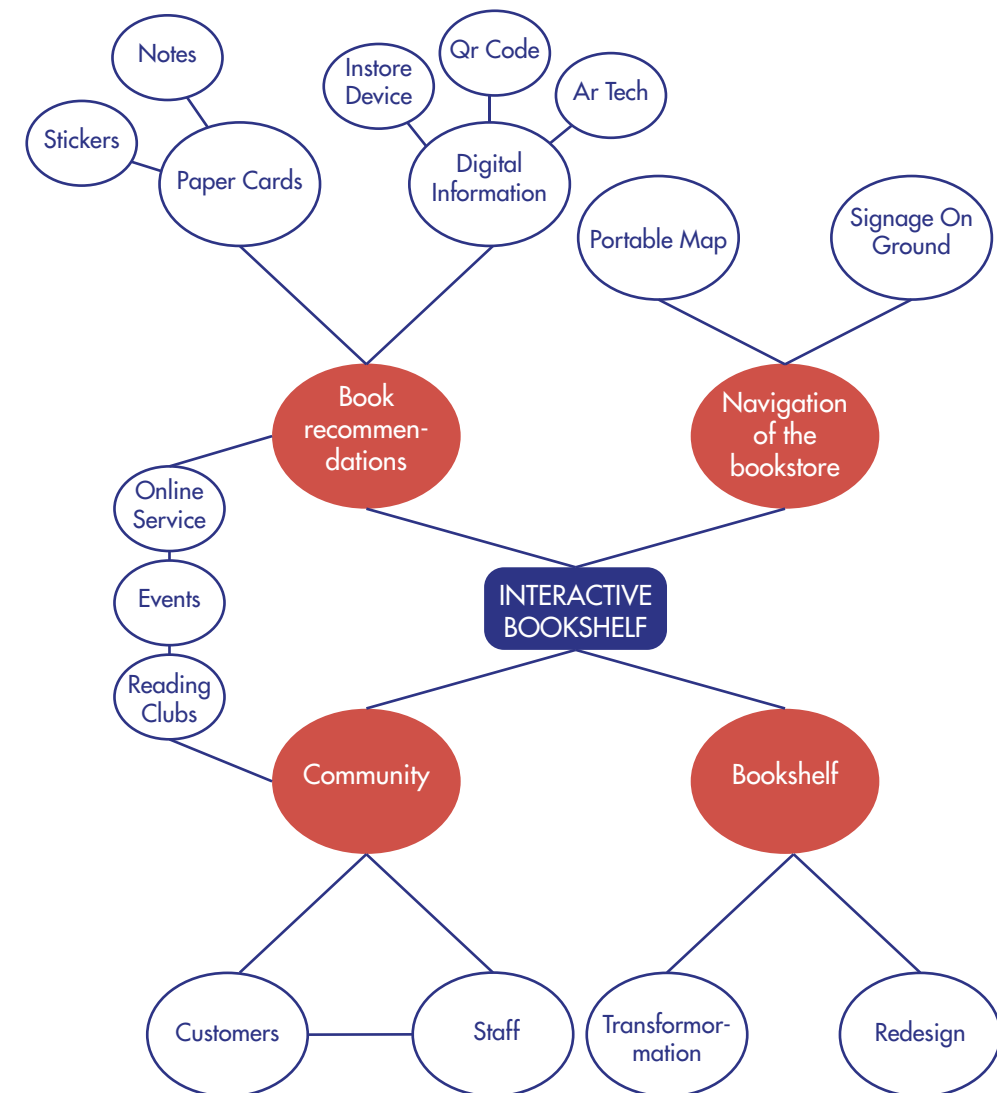 Notes
Qr Code
Instore
Device
Ar Tech
Stickers
Paper Cards
Digital
Information
Portable Map
Signage On
Ground
Book
recommen-
dations
Navigation
of the
bookstore
Online
Service
Events
INTERACTIVE
BOOKSHELF
Reading
Clubs
Community
Bookshelf
Customers
Staff
Transformor-
mation
Redesign